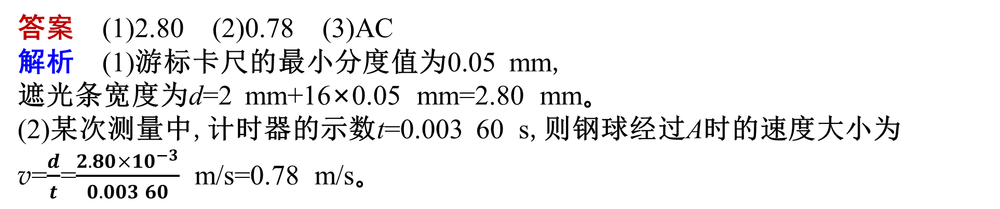 答案 (1)2.80 (2)0.78 (3)AC
解析 (1)游标卡尺的最小分度值为0.05 mm,
遮光条宽度为d=2 mm+16×0.05 mm=2.80 mm。
(2)某次测量中,计时器的示数t=0.003 60 s,则钢球经过A时的速度大小为
v=d/t=2.80×10⁻³/0.003 60 m/s=0.78 m/s。